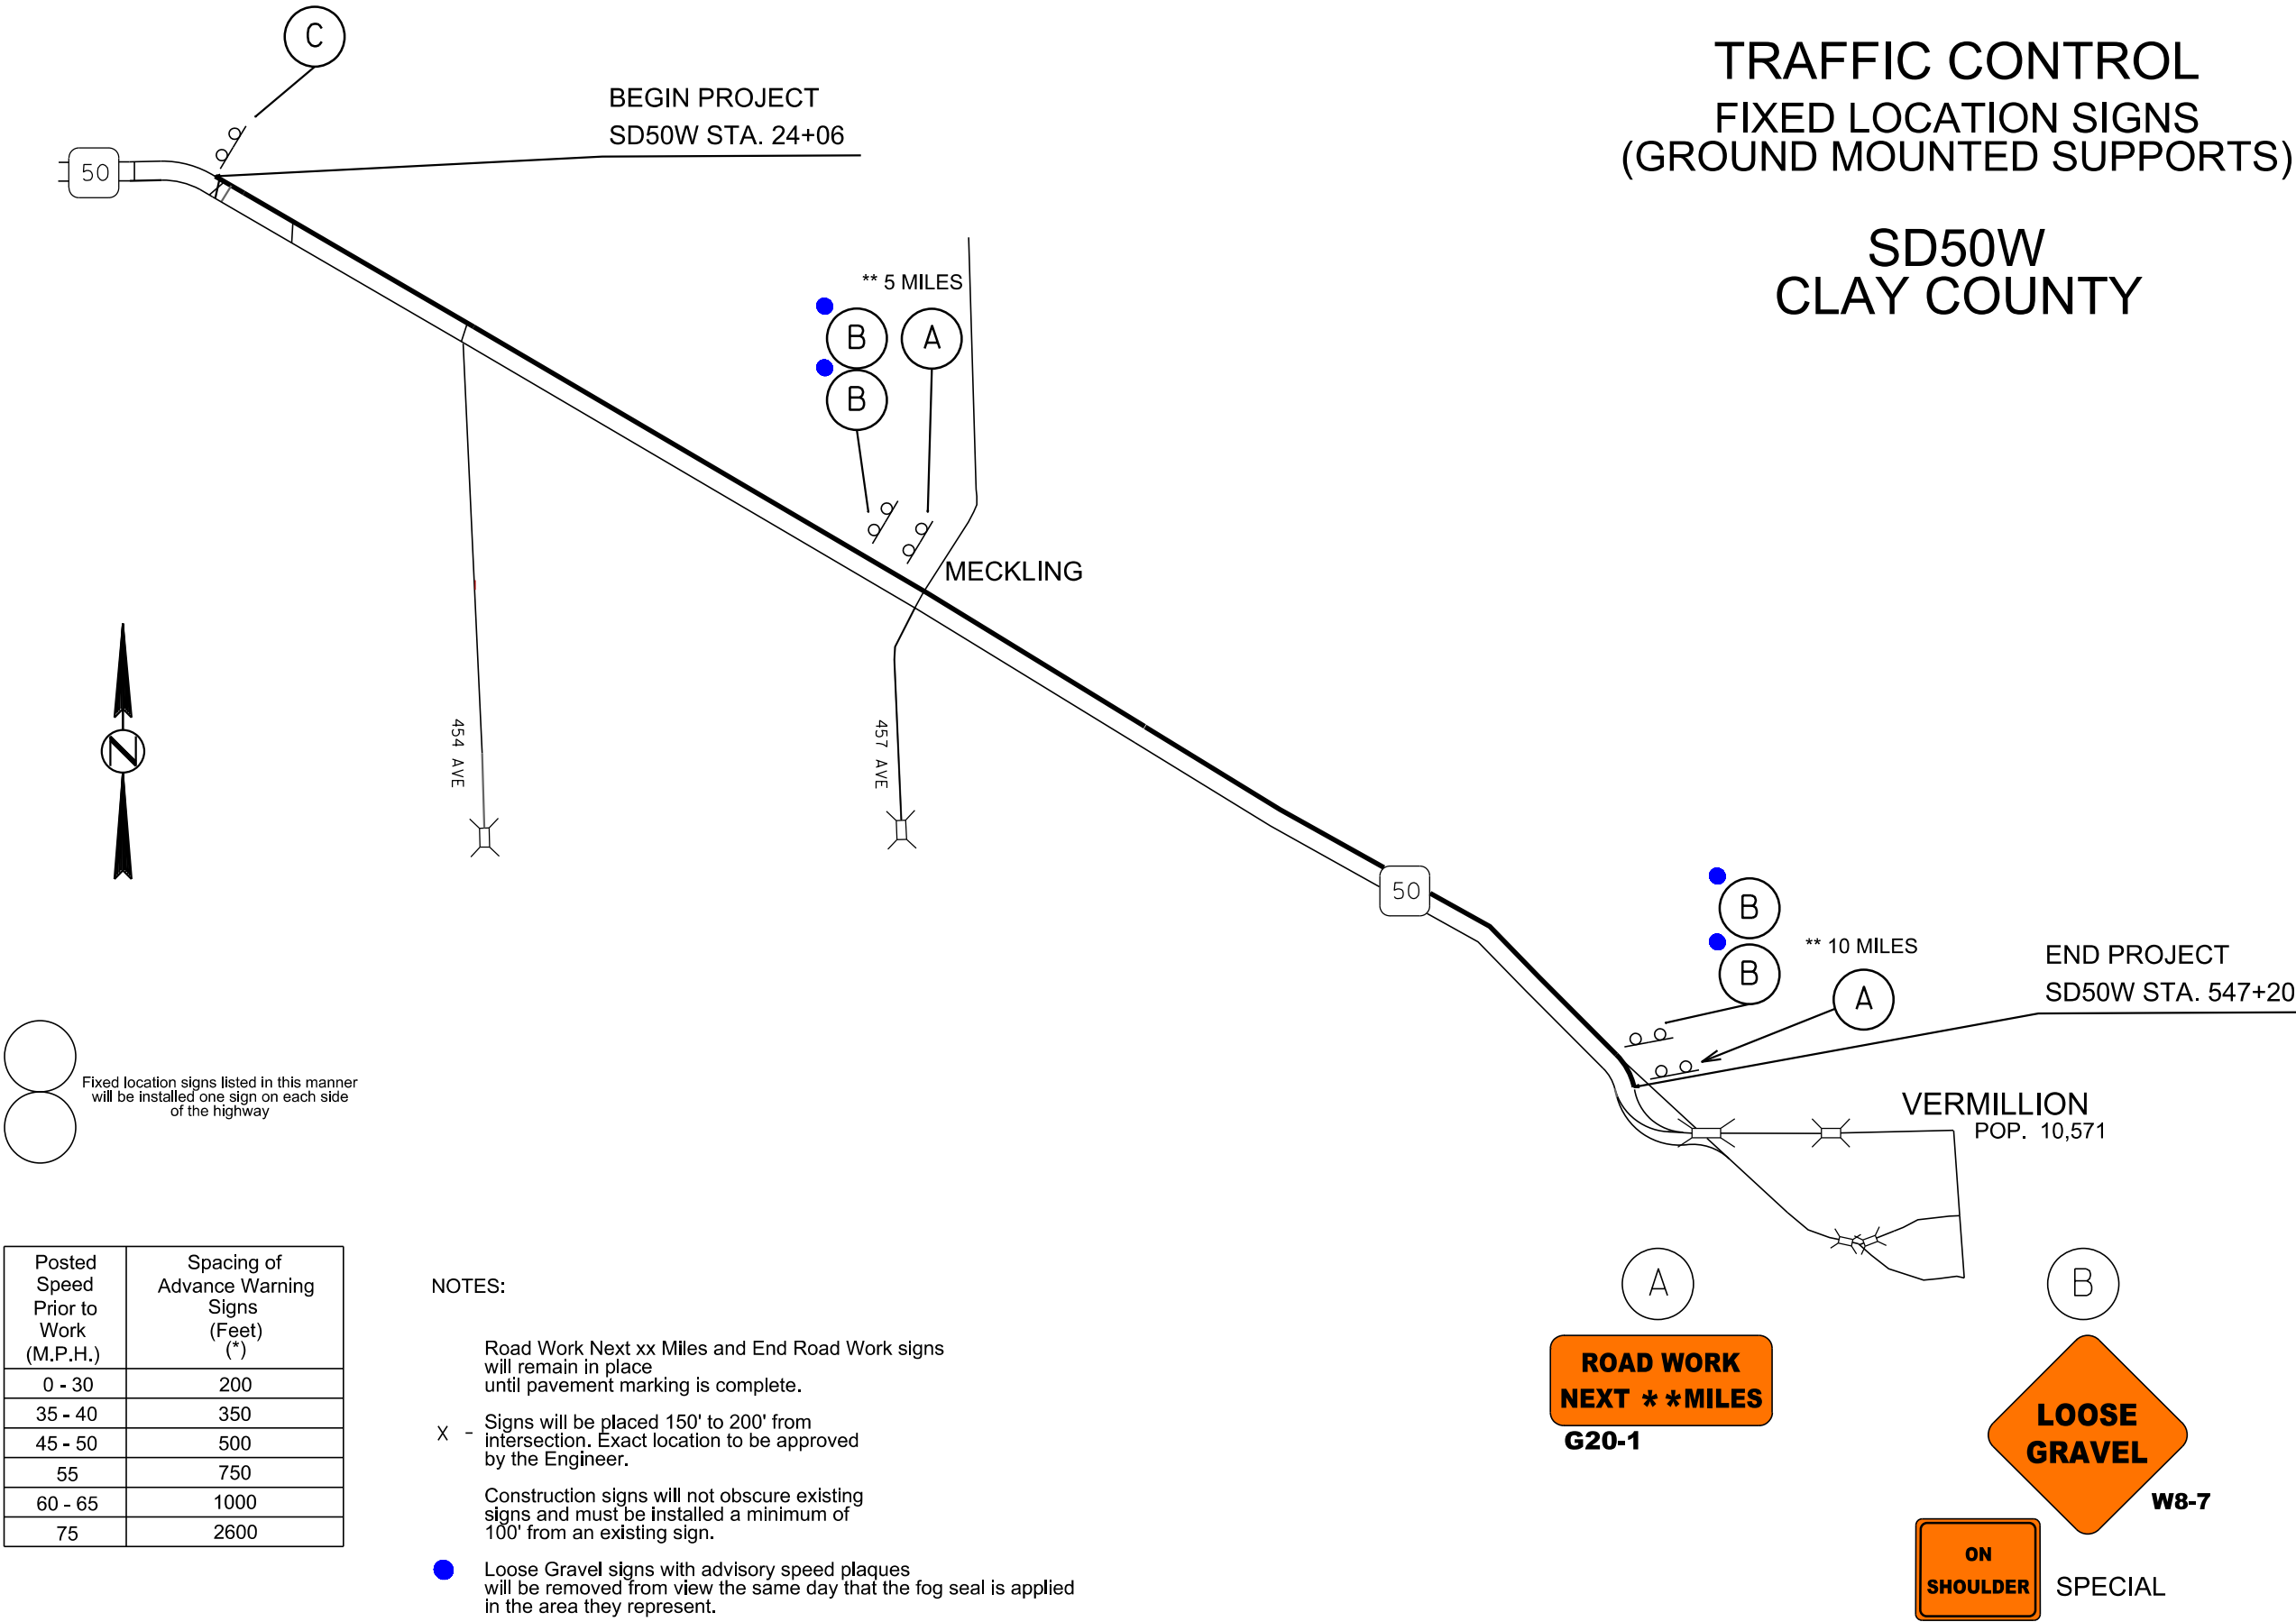 C
BEGIN PROJECT
SD50W STA. 24+06
50
TRAFFIC CONTROL
FIXED LOCATION SIGNS
(GROUND MOUNTED SUPPORTS)
SD50W
CLAY COUNTY
** 5 MILES
B
A
B
MECKLING
N
454 AVE
457 AVE
50
B
B
** 10 MILES
A
END PROJECT
SD50W STA. 547+20
VERMILLION
POP. 10,571
Fixed location signs listed in this manner
will be installed one sign on each side
of the highway
Posted
Speed
Prior to
Work
(M.P.H.)
Spacing of
Advance Warning
Signs
(Feet)
(*)
0 - 30 200
35 - 40 350
45 - 50 500
55 750
60 - 65 1000
75 2600
NOTES:
Road Work Next xx Miles and End Road Work signs
will remain in place
until pavement marking is complete.
X - Signs will be placed 150' to 200' from
intersection. Exact location to be approved
by the Engineer.
Construction signs will not obscure existing
signs and must be installed a minimum of
100' from an existing sign.
Loose Gravel signs with advisory speed plaques
will be removed from view the same day that the fog seal is applied
in the area they represent.
A
ROAD WORK
NEXT * * MILES
G20-1
B
LOOSE
GRAVEL
W8-7
ON
SHOULDER
SPECIAL